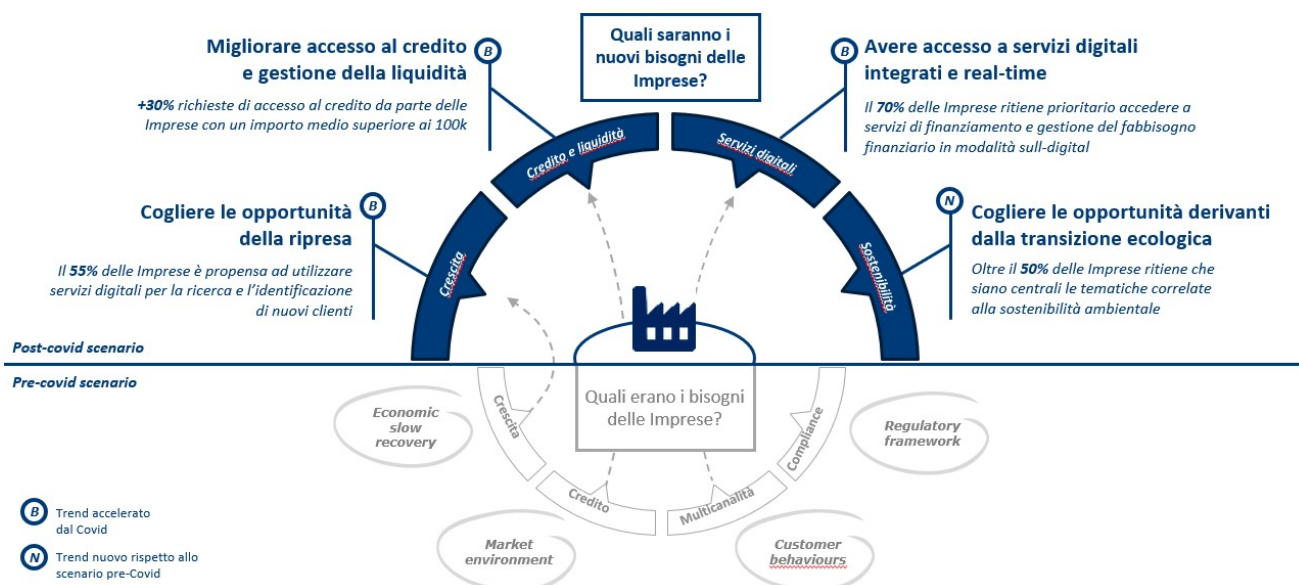 Quali saranno i
nuovi bisogni delle
Imprese?
Migliorare accesso al credito
e gestione della liquidità
B
+30% richieste di accesso al credito da parte delle
Imprese con un importo medio superiore ai 100k
B
Avere accesso a servizi digitali
integrati e real-time
Il 70% delle Imprese ritiene prioritario accedere a
servizi di finanziamento e gestione del fabbisogno
finanziario in modalità sull-digital
Credito e liquidità
Servizi digitali
Cogliere le opportunità
della ripresa
B
Il 55% delle Imprese è propensa ad utilizzare
servizi digitali per la ricerca e l'identificazione
di nuovi clienti
Crescita
Sostenibilità
N
Cogliere le opportunità derivanti
dalla transizione ecologica
Oltre il 50% delle Imprese ritiene che
siano centrali le tematiche correlate
alla sostenibilità ambientale
Post-covid scenario
Pre-covid scenario
Quali erano i bisogni
delle Imprese?
Economic
slow
recovery
Crescita
Compliance
Regulatory
framework
Credito
Multicanalità
Market
environment
Customer
behaviours
B
Trend accelerato
dal Covid
N
Trend nuovo rispetto allo
scenario pre-Covid